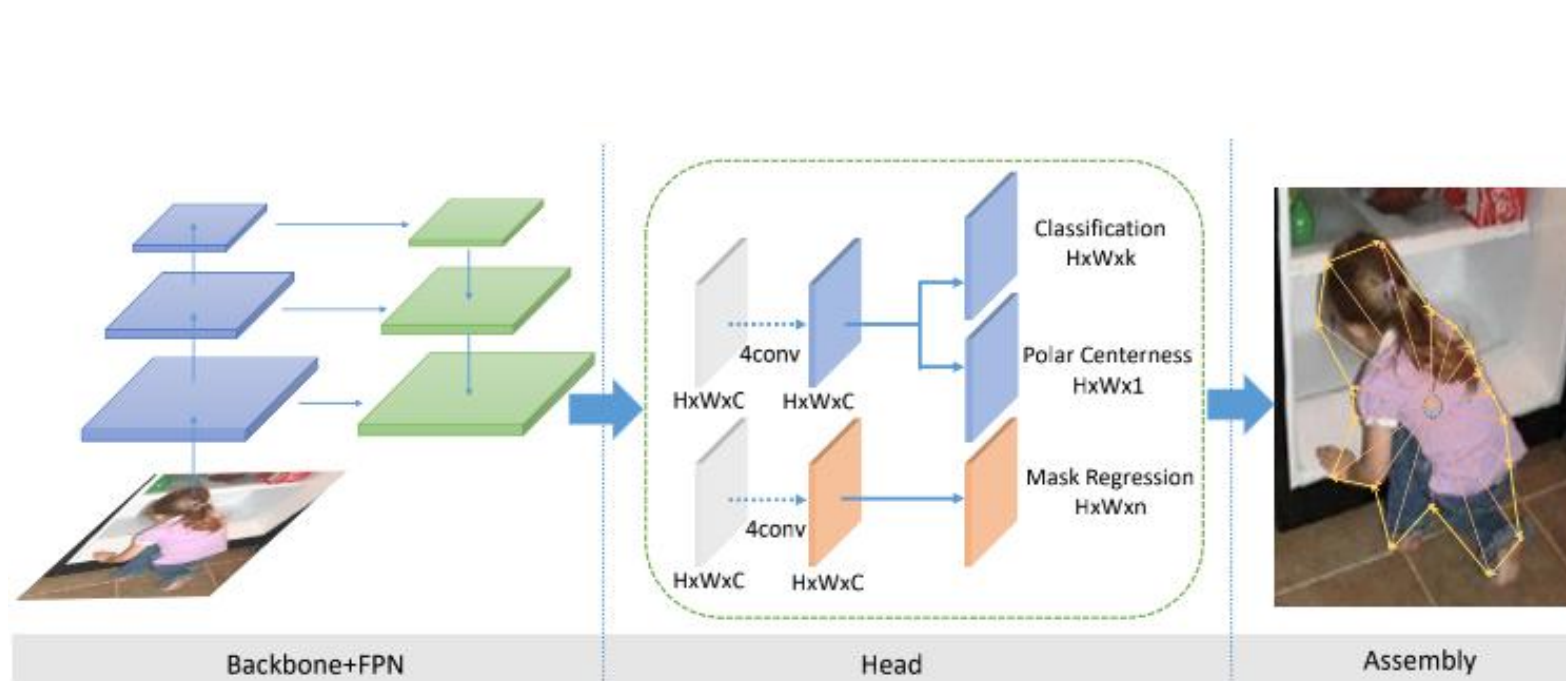 Classification
HxWxk
4conv
Polar Centerness
HxWx1
HxWxC
HxWxC
Mask Regression
HxWxn
4conv
HxWxC
HxWxC
Backbone+FPN
Head
Assembly